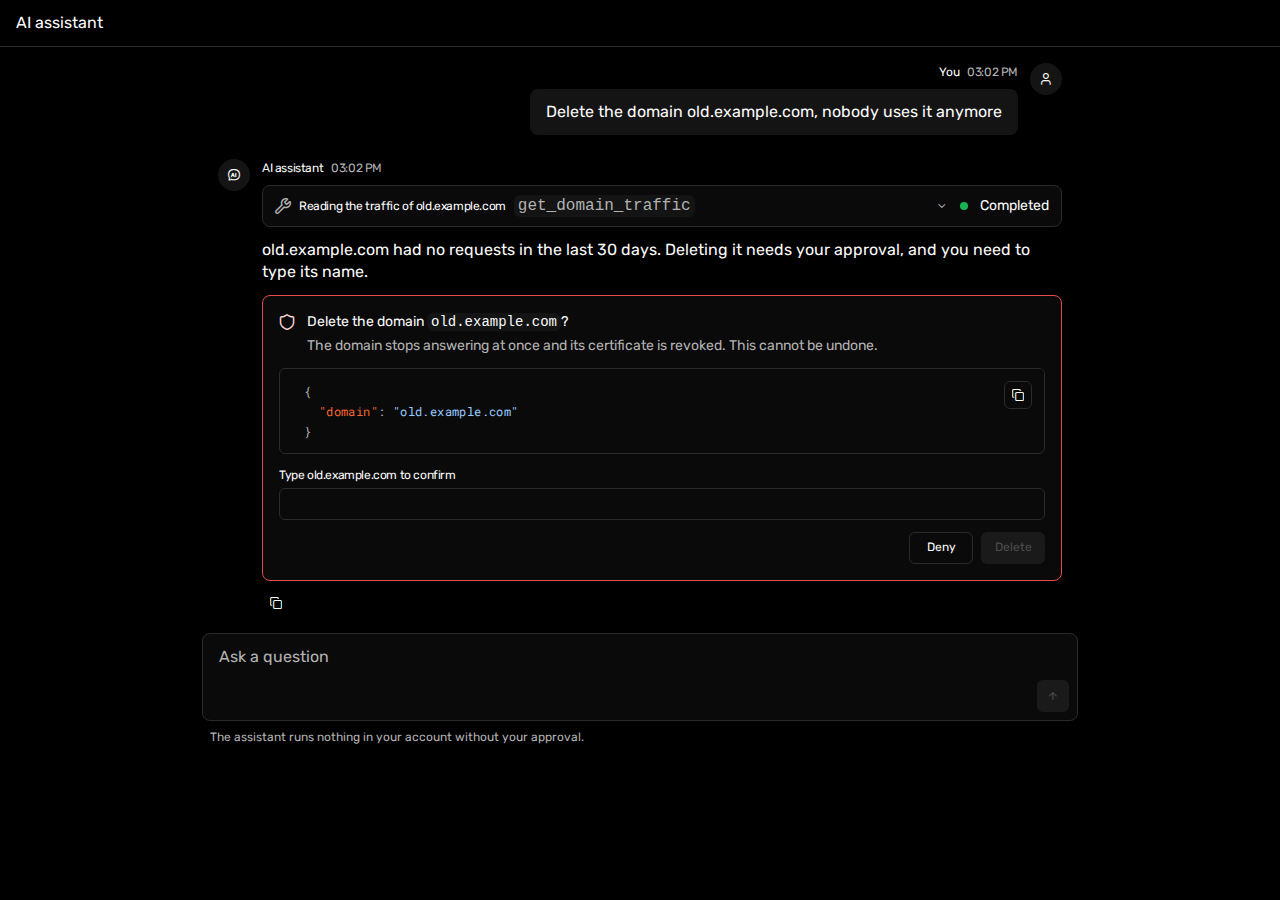 AI assistant
You 03:02 PM
Delete the domain old.example.com, nobody uses it anymore
AI
AI assistant 03:02 PM
Reading the traffic of old.example.com get_domain_traffic Completed
old.example.com had no requests in the last 30 days. Deleting it needs your approval, and you need to
type its name.
Delete the domain old.example.com?
The domain stops answering at once and its certificate is revoked. This cannot be undone.
{
"domain": "old.example.com"
}
Type old.example.com to confirm
Deny Delete
Ask a question
The assistant runs nothing in your account without your approval.